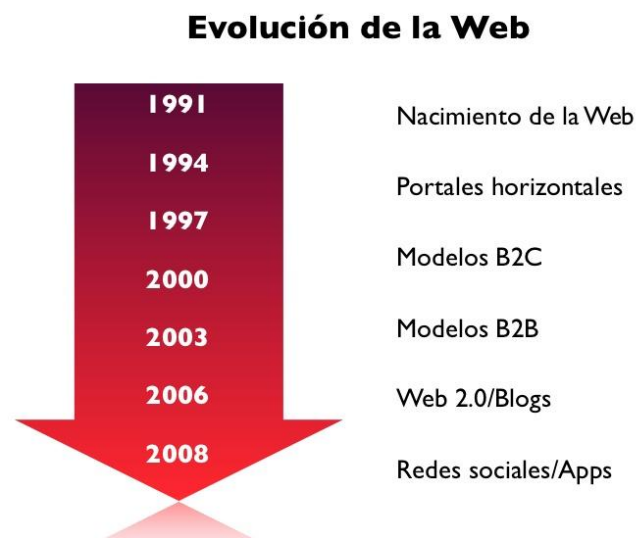 Evolución de la Web
1991
Nacimiento de la Web
1994
Portales horizontales
1997
Modelos B2C
2000
Modelos B2B
2003
Web 2.0/Blogs
2006
Redes sociales/Apps
2008